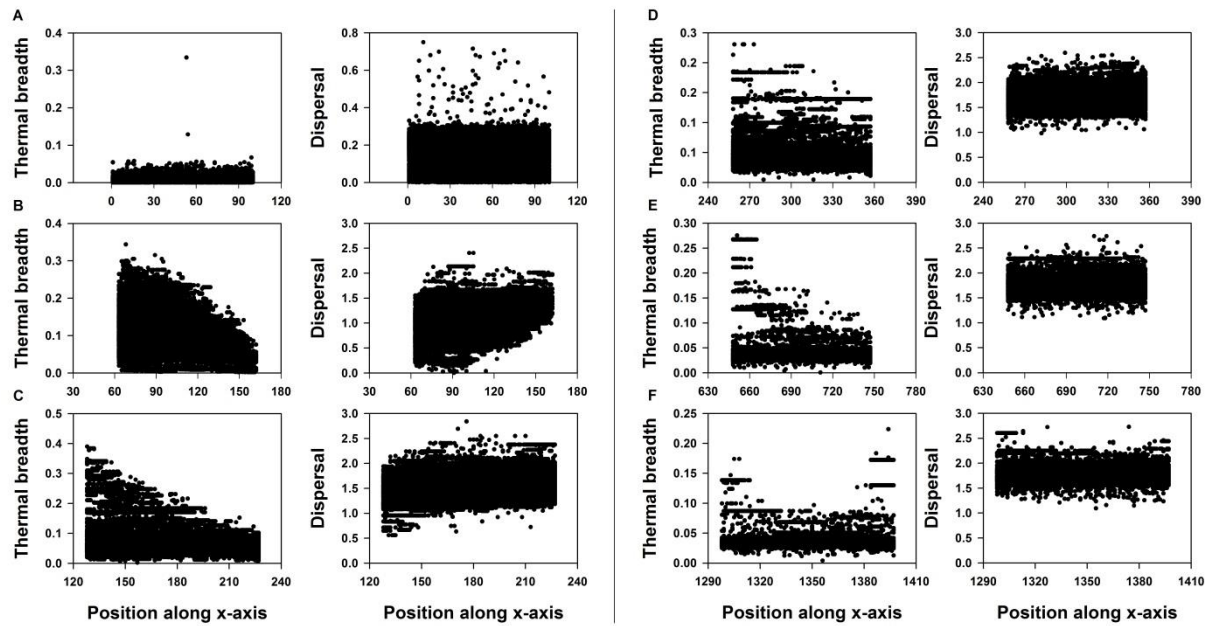 A
Thermal breadth
0.4
0.3
0.2
0.1
0.0
0 30 60 90 120
Dispersal
0.8
0.6
0.4
0.2
0.0
0 30 60 90 120
B
Thermal breadth
0.4
0.3
0.2
0.1
0.0
30 60 90 120 150 180
Dispersal
3.0
2.5
2.0
1.5
1.0
0.5
0.0
30 60 90 120 150 180
C
Thermal breadth
0.5
0.4
0.3
0.2
0.1
0.0
120 150 180 210 240
Position along x-axis
Dispersal
3.0
2.5
2.0
1.5
1.0
0.5
0.0
120 150 180 210 240
Position along x-axis
D
Thermal breadth
0.3
0.2
0.2
0.1
0.1
0.0
240 270 300 330 360 390
Dispersal
3.0
2.5
2.0
1.5
1.0
0.5
0.0
240 270 300 330 360 390
E
Thermal breadth
0.30
0.25
0.20
0.15
0.10
0.05
0.00
630 660 690 720 750 780
Dispersal
3.0
2.5
2.0
1.5
1.0
0.5
0.0
630 660 690 720 750 780
F
Thermal breadth
0.25
0.20
0.15
0.10
0.05
0.00
1290 1320 1350 1380 1410
Position along x-axis
Dispersal
3.0
2.5
2.0
1.5
1.0
0.5
0.0
1290 1320 1350 1380 1410
Position along x-axis